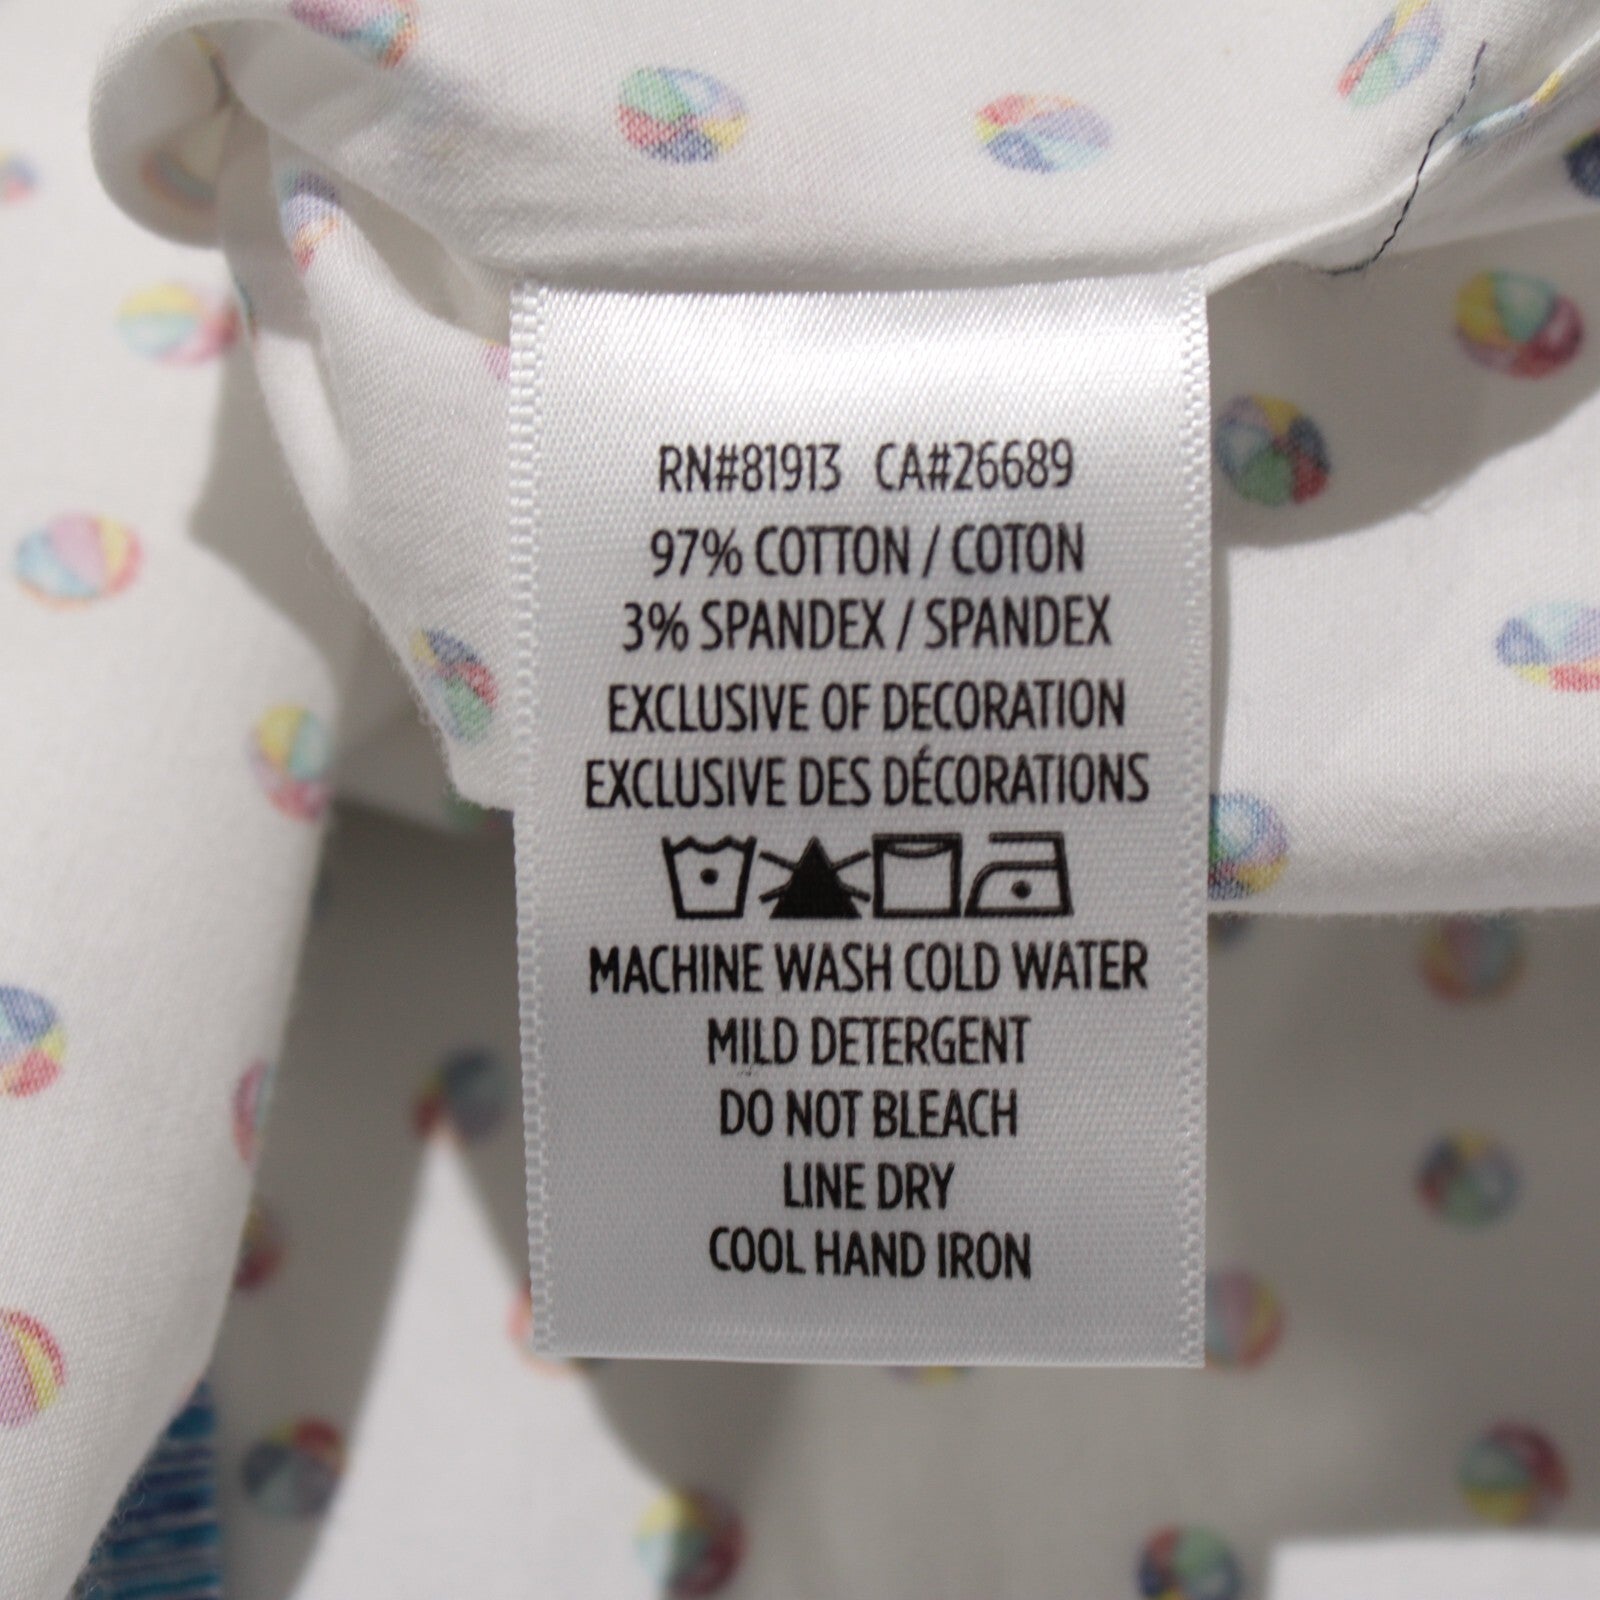 RN#81913 CA#26689
97% COTTON / COTON
3% SPANDEX / SPANDEX
EXCLUSIVE OF DECORATION
EXCLUSIVE DES DÉCORATIONS
MACHINE WASH COLD WATER
MILD DETERGENT
DO NOT BLEACH
LINE DRY
COOL HAND IRON